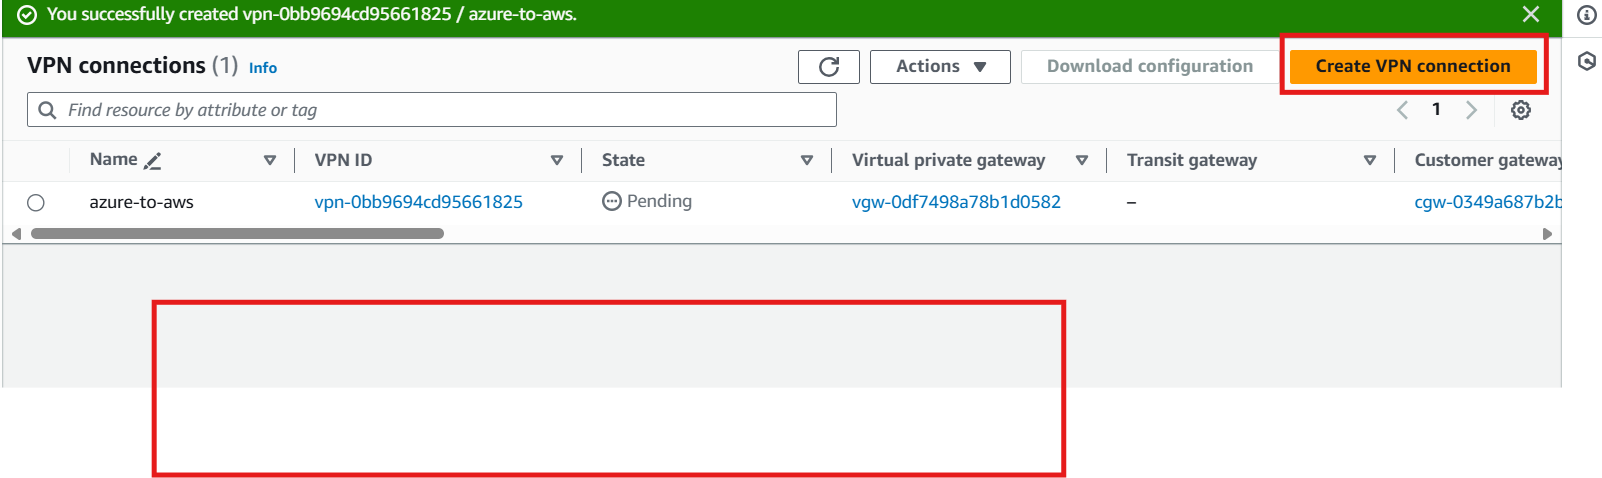 You successfully created vpn-0bb9694cd95661825 / azure-to-aws.
VPN connections (1) Info
Actions
Download configuration
Create VPN connection
Find resource by attribute or tag
1
Name VPN ID State Virtual private gateway Transit gateway Customer gateway
azure-to-aws vpn-0bb9694cd95661825 Pending vgw-0df7498a78b1d0582 – cgw-0349a687b2b